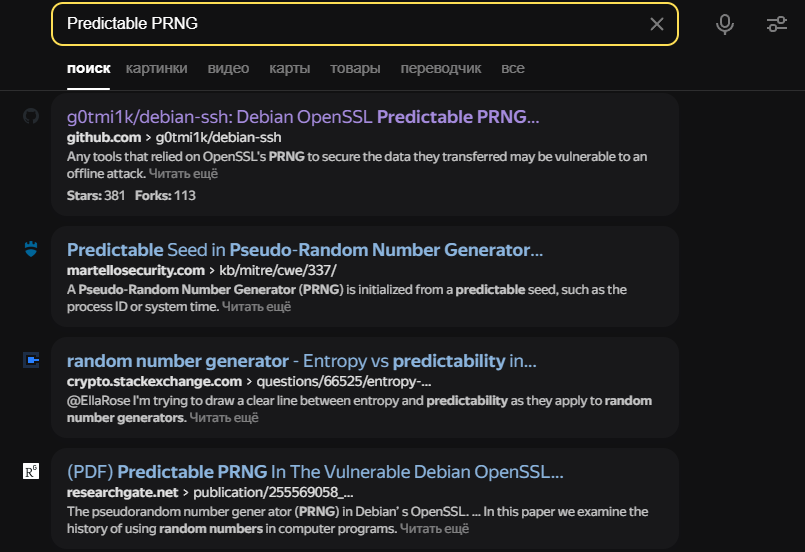 Predictable PRNG
поиск картинки видео карты товары переводчик все
g0tmi1k/debian-ssh: Debian OpenSSL Predictable PRNG...
github.com > g0tmi1k/debian-ssh
Any tools that relied on OpenSSL's PRNG to secure the data they transferred may be vulnerable to an
offline attack. Читать ещё
Stars: 381 Forks: 113
Predictable Seed in Pseudo-Random Number Generator...
martellosecurity.com > kb/mitre/cwe/337/
A Pseudo-Random Number Generator (PRNG) is initialized from a predictable seed, such as the
process ID or system time. Читать ещё
random number generator - Entropy vs predictability in...
crypto.stackexchange.com > questions/66525/entropy-...
@EllaRose I'm trying to draw a clear line between entropy and predictability as they apply to random
number generators. Читать ещё
RG
(PDF) Predictable PRNG In The Vulnerable Debian OpenSSL...
researchgate.net > publication/255569058_...
The pseudorandom number gener ator (PRNG) in Debian' s OpenSSL. ... In this paper we examine the
history of using random numbers in computer programs. Читать ещё